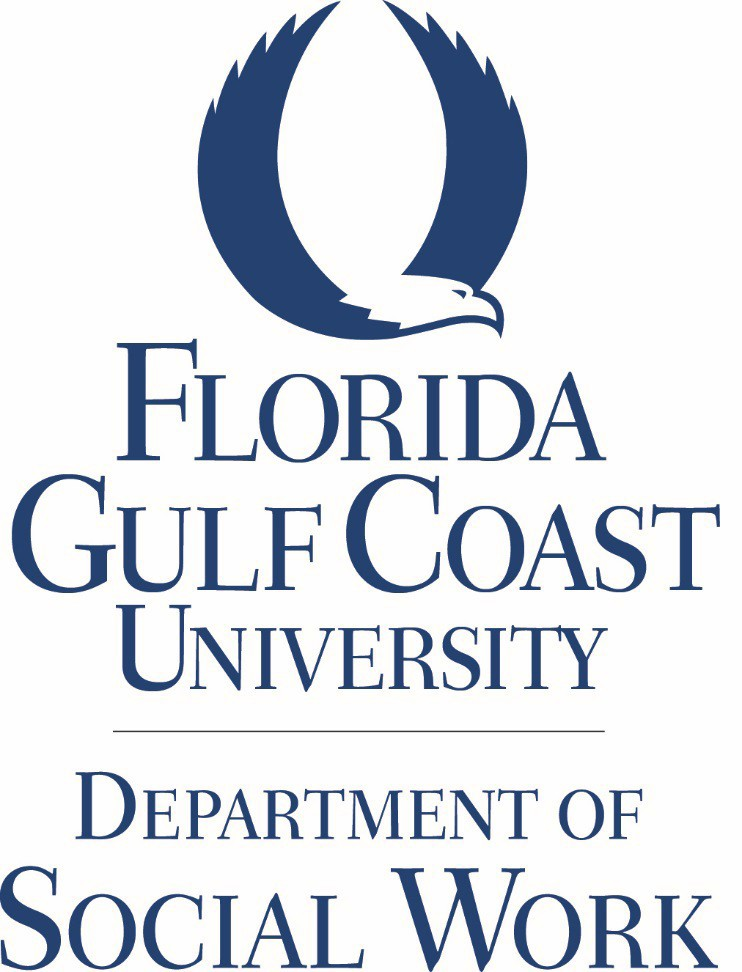 FLORIDA
GULF COAST
UNIVERSITY
DEPARTMENT OF
SOCIAL WORK